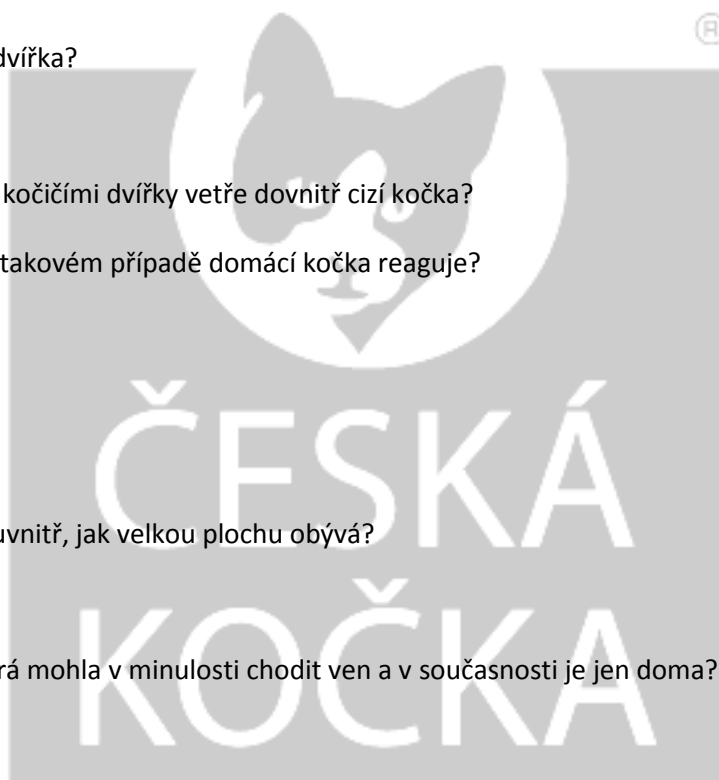 ®
dvířka?
kočičími dvířky vetře dovnitř cizí kočka?
takovém případě domácí kočka reaguje?
ČESKÁ
uvnitř, jak velkou plochu obývá?
KOČKA
rá mohla v minulosti chodit ven a v současnosti je jen doma?